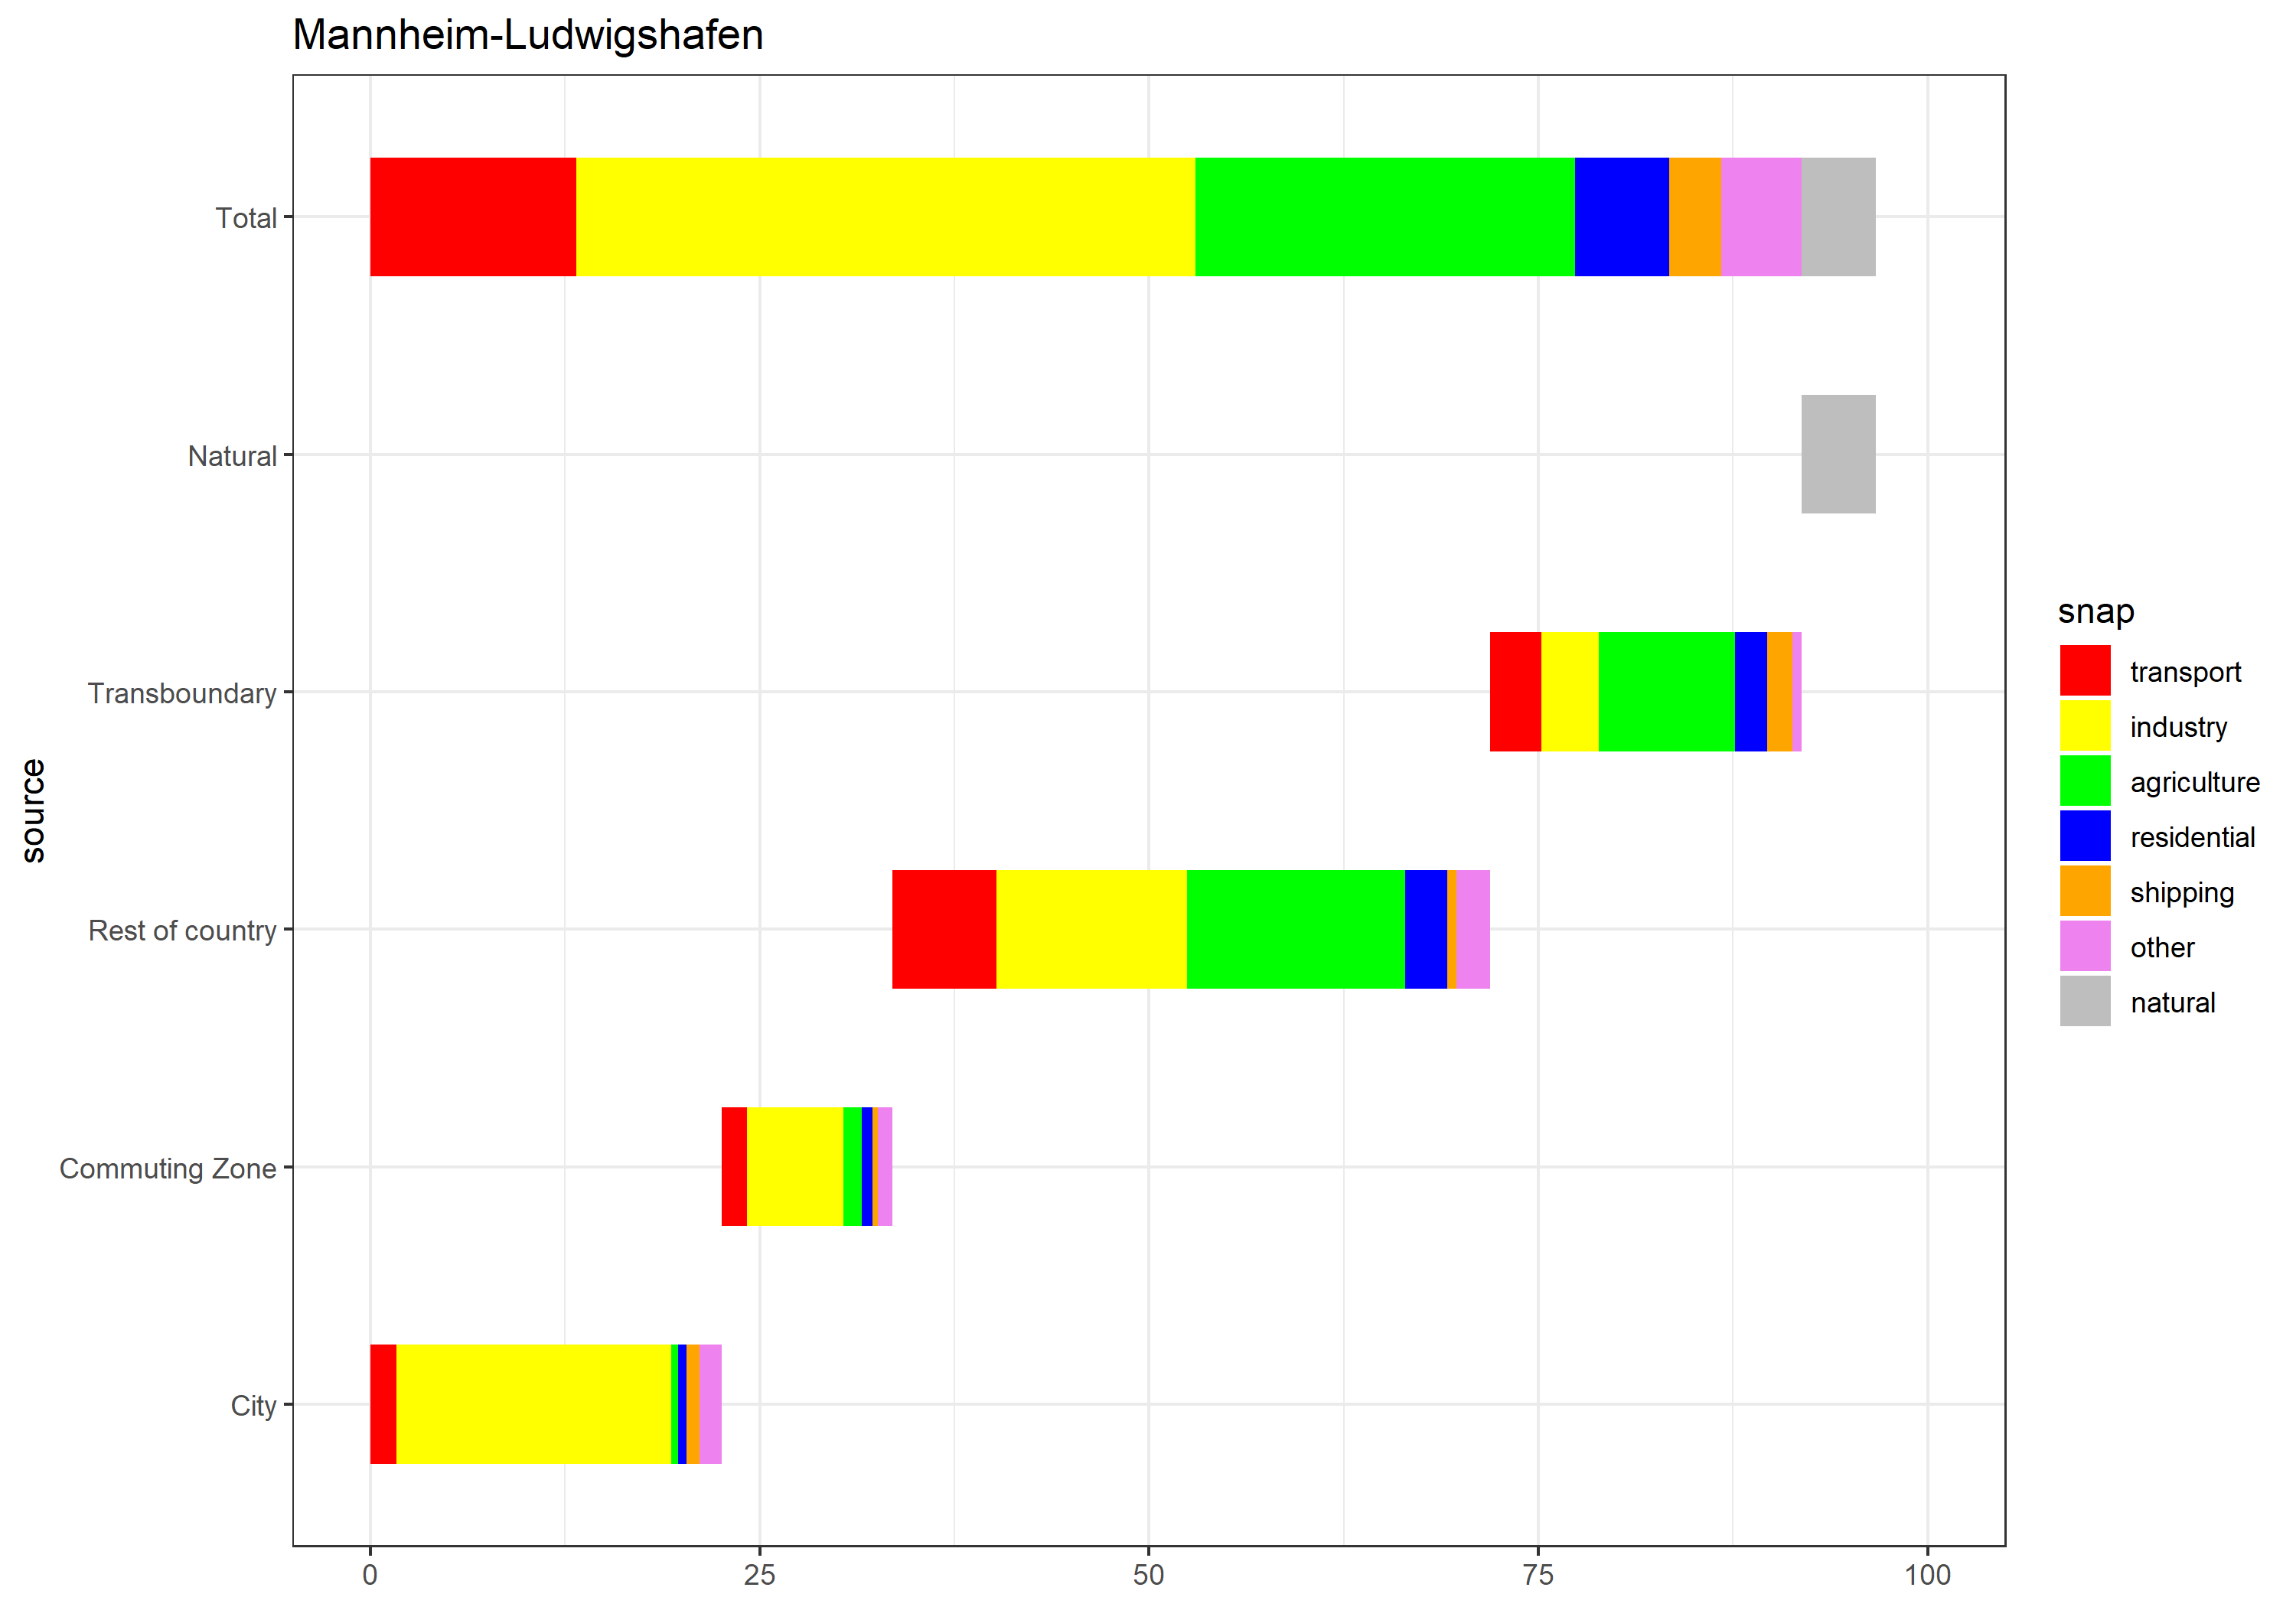 Mannheim-Ludwigshafen
Total
Natural
Transboundary
Rest of country
Commuting Zone
City
source
0 25 50 75 100
snap
transport
industry
agriculture
residential
shipping
other
natural